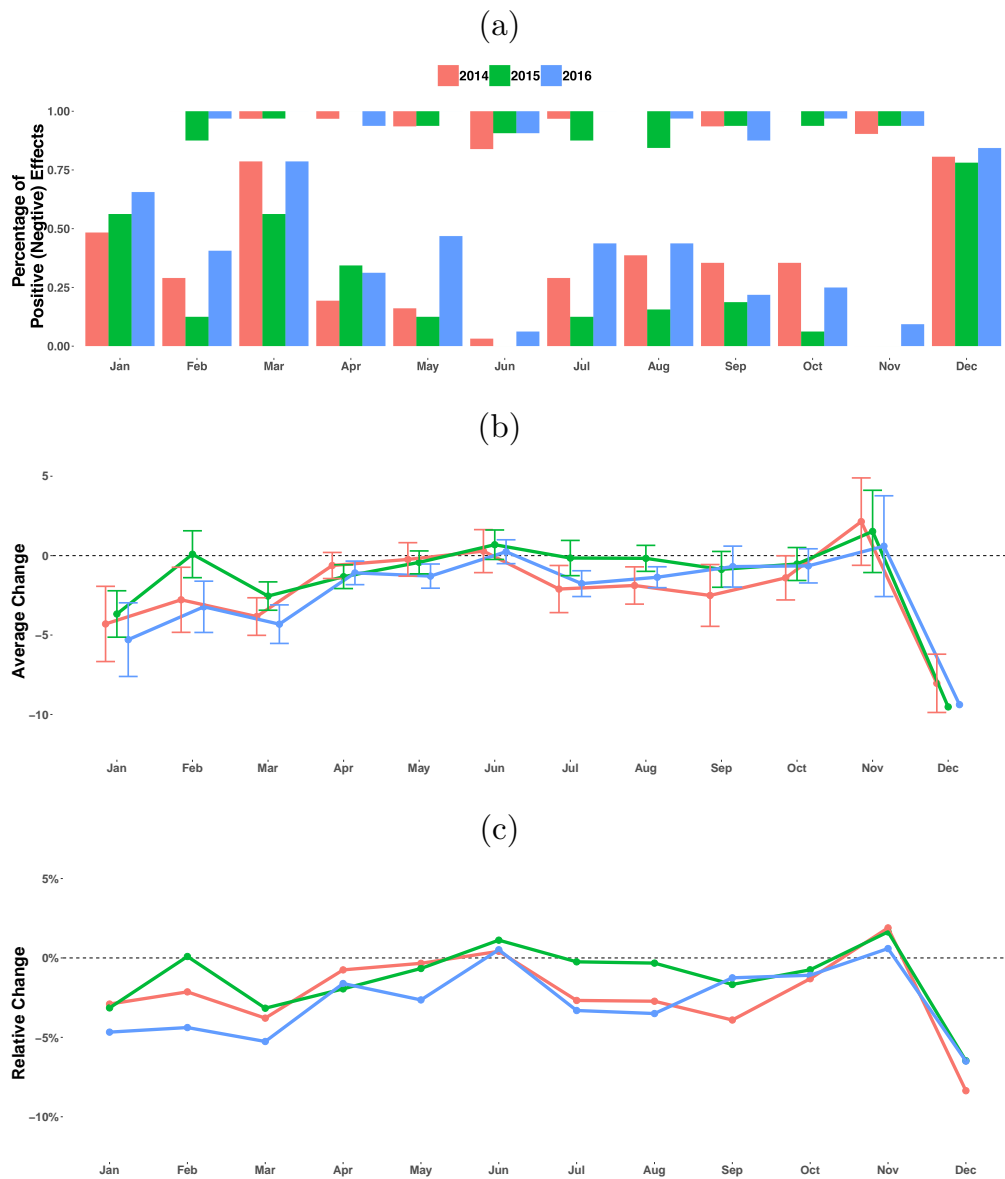 (a)
2014 2015 2016
Percentage of
Positive (Negtive) Effects
1.00
0.75
0.50
0.25
0.00
Jan Feb Mar Apr May Jun Jul Aug Sep Oct Nov Dec
(b)
Average Change
5
0
−5
−10
Jan Feb Mar Apr May Jun Jul Aug Sep Oct Nov Dec
(c)
Relative Change
5%
0%
−5%
−10%
Jan Feb Mar Apr May Jun Jul Aug Sep Oct Nov Dec